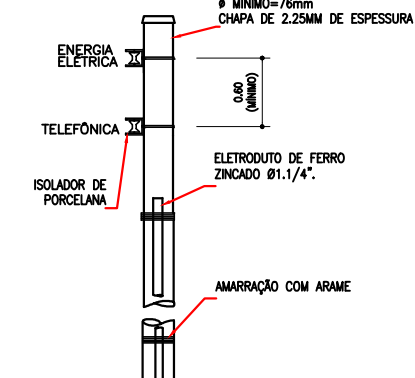 ø MÍNIMO=76mm
CHAPA DE 2.25MM DE ESPESSURA
ENERGIA
ELÉTRICA
0.60
(MÍNIMO)
TELEFÔNICA
ELETRODUTO DE FERRO
ZINCADO Ø1.1/4".
ISOLADOR DE
PORCELANA
AMARRAÇÃO COM ARAME